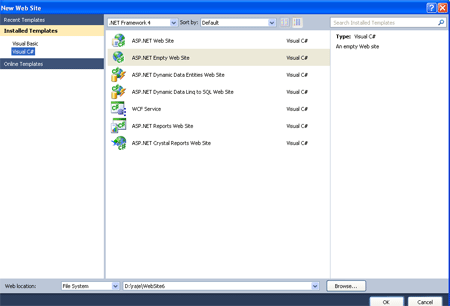 New Web Site
Recent Templates
Installed Templates
Visual Basic
Visual C#
Online Templates
.NET Framework 4
Sort by: Default
Search Installed Templates
ASP.NET Web Site Visual C#
ASP.NET Empty Web Site Visual C#
ASP.NET Dynamic Data Entities Web Site Visual C#
ASP.NET Dynamic Data Linq to SQL Web Site Visual C#
WCF Service Visual C#
ASP.NET Reports Web Site Visual C#
ASP.NET Crystal Reports Web Site Visual C#
Type: Visual C#
An empty Web site
Web location: File System D:\raje\WebSite6 Browse...
OK Cancel